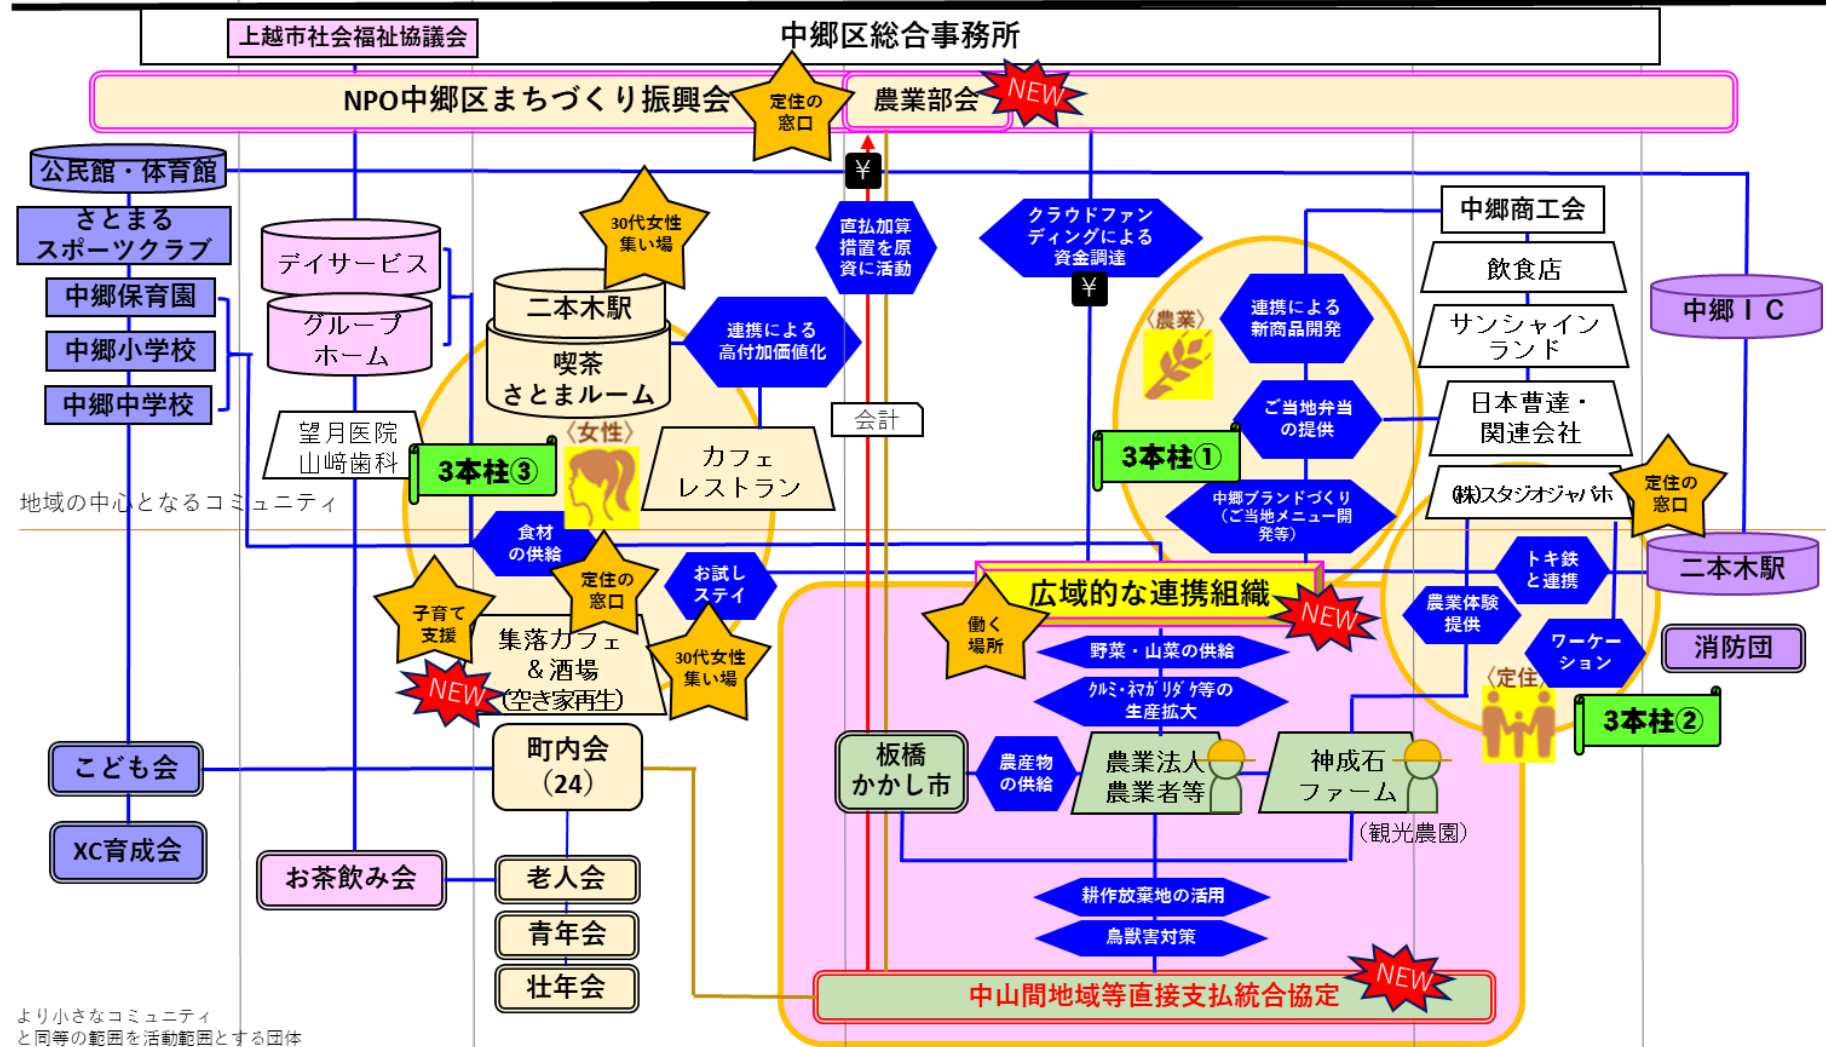 上越市社会福祉協議会
中郷区総合事務所
NPO中郷区まちづくり振興会
定住の
窓口
農業部会
NEW
公民館・体育館
さとまる
スポーツクラブ
中郷保育園
中郷小学校
中郷中学校
デイサービス
グループ
ホーム
望月医院
山﨑歯科
30代女性
集い場
二本木駅
喫茶
さとまルーム
連携による
高付加価値化
〈女性〉
3本柱③
カフェ
レストラン
¥
直払加算
措置を原
資に活動
会計
クラウドファン
ディングによる
資金調達
¥
〈農業〉
連携による
新商品開発
ご当地弁当
の提供
3本柱①
中郷ブランドづくり
(ご当地メニュー開
発等)
中郷商工会
飲食店
サンシャイン
ランド
日本曹達・
関連会社
㈱スタジオジャパホ
定住の
窓口
中郷IC
二本木駅
消防団
地域の中心となるコミュニティ
食材
の供給
定住の
窓口
お試し
ステイ
子育て
支援
集落カフェ
&酒場
(空き家再生)
NEW
30代女性
集い場
広域的な連携組織
NEW
働く
場所
トキ鉄
と連携
農業体験
提供
ワーケー
ション
〈定住〉
3本柱②
野菜・山菜の供給
クルミ・ネマガリダケ等の
生産拡大
こども会
XC育成会
町内会
(24)
お茶飲み会
老人会
青年会
壮年会
板橋
かかし市
農産物
の供給
農業法人
農業者等
神成石
ファーム
(観光農園)
耕作放棄地の活用
鳥獣害対策
中山間地域等直接支払統合協定
NEW
より小さなコミュニティ
と同等の範囲を活動範囲とする団体